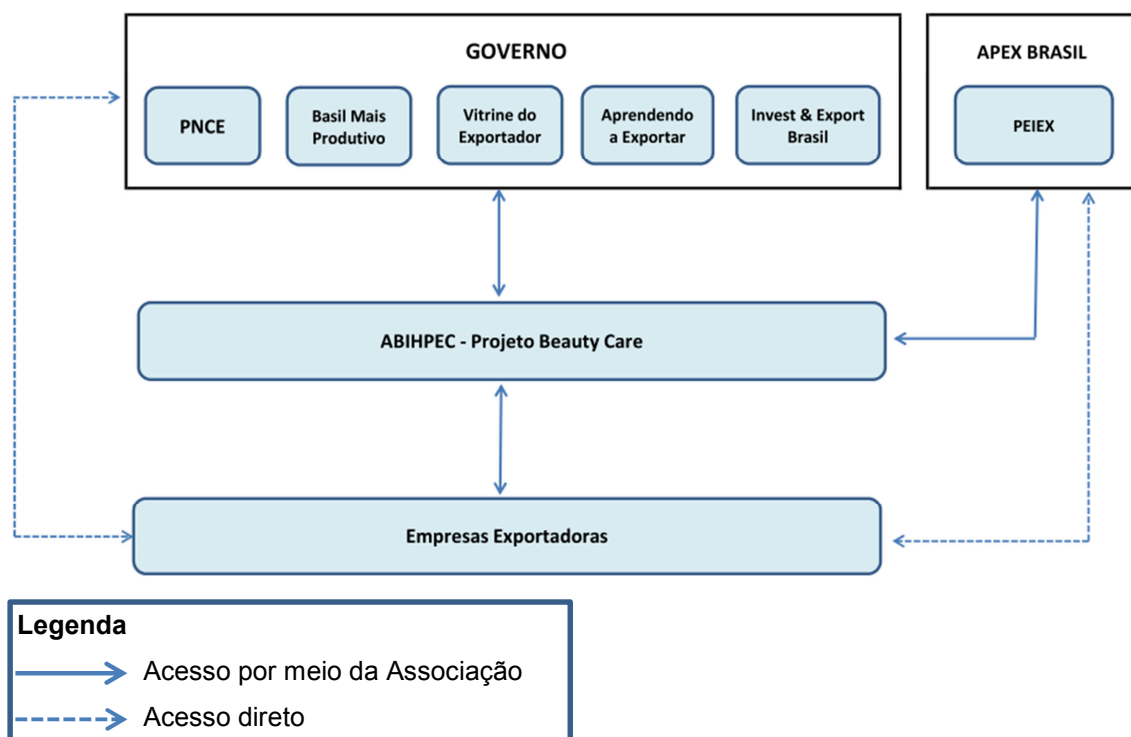 GOVERNO
APEX BRASIL
PNCE
Basil Mais
Produtivo
Vitrine do
Exportador
Aprendendo
a Exportar
Invest & Export
Brasil
PEIEX
ABIHPEC - Projeto Beauty Care
Empresas Exportadoras
Legenda
Acesso por meio da Associação
Acesso direto